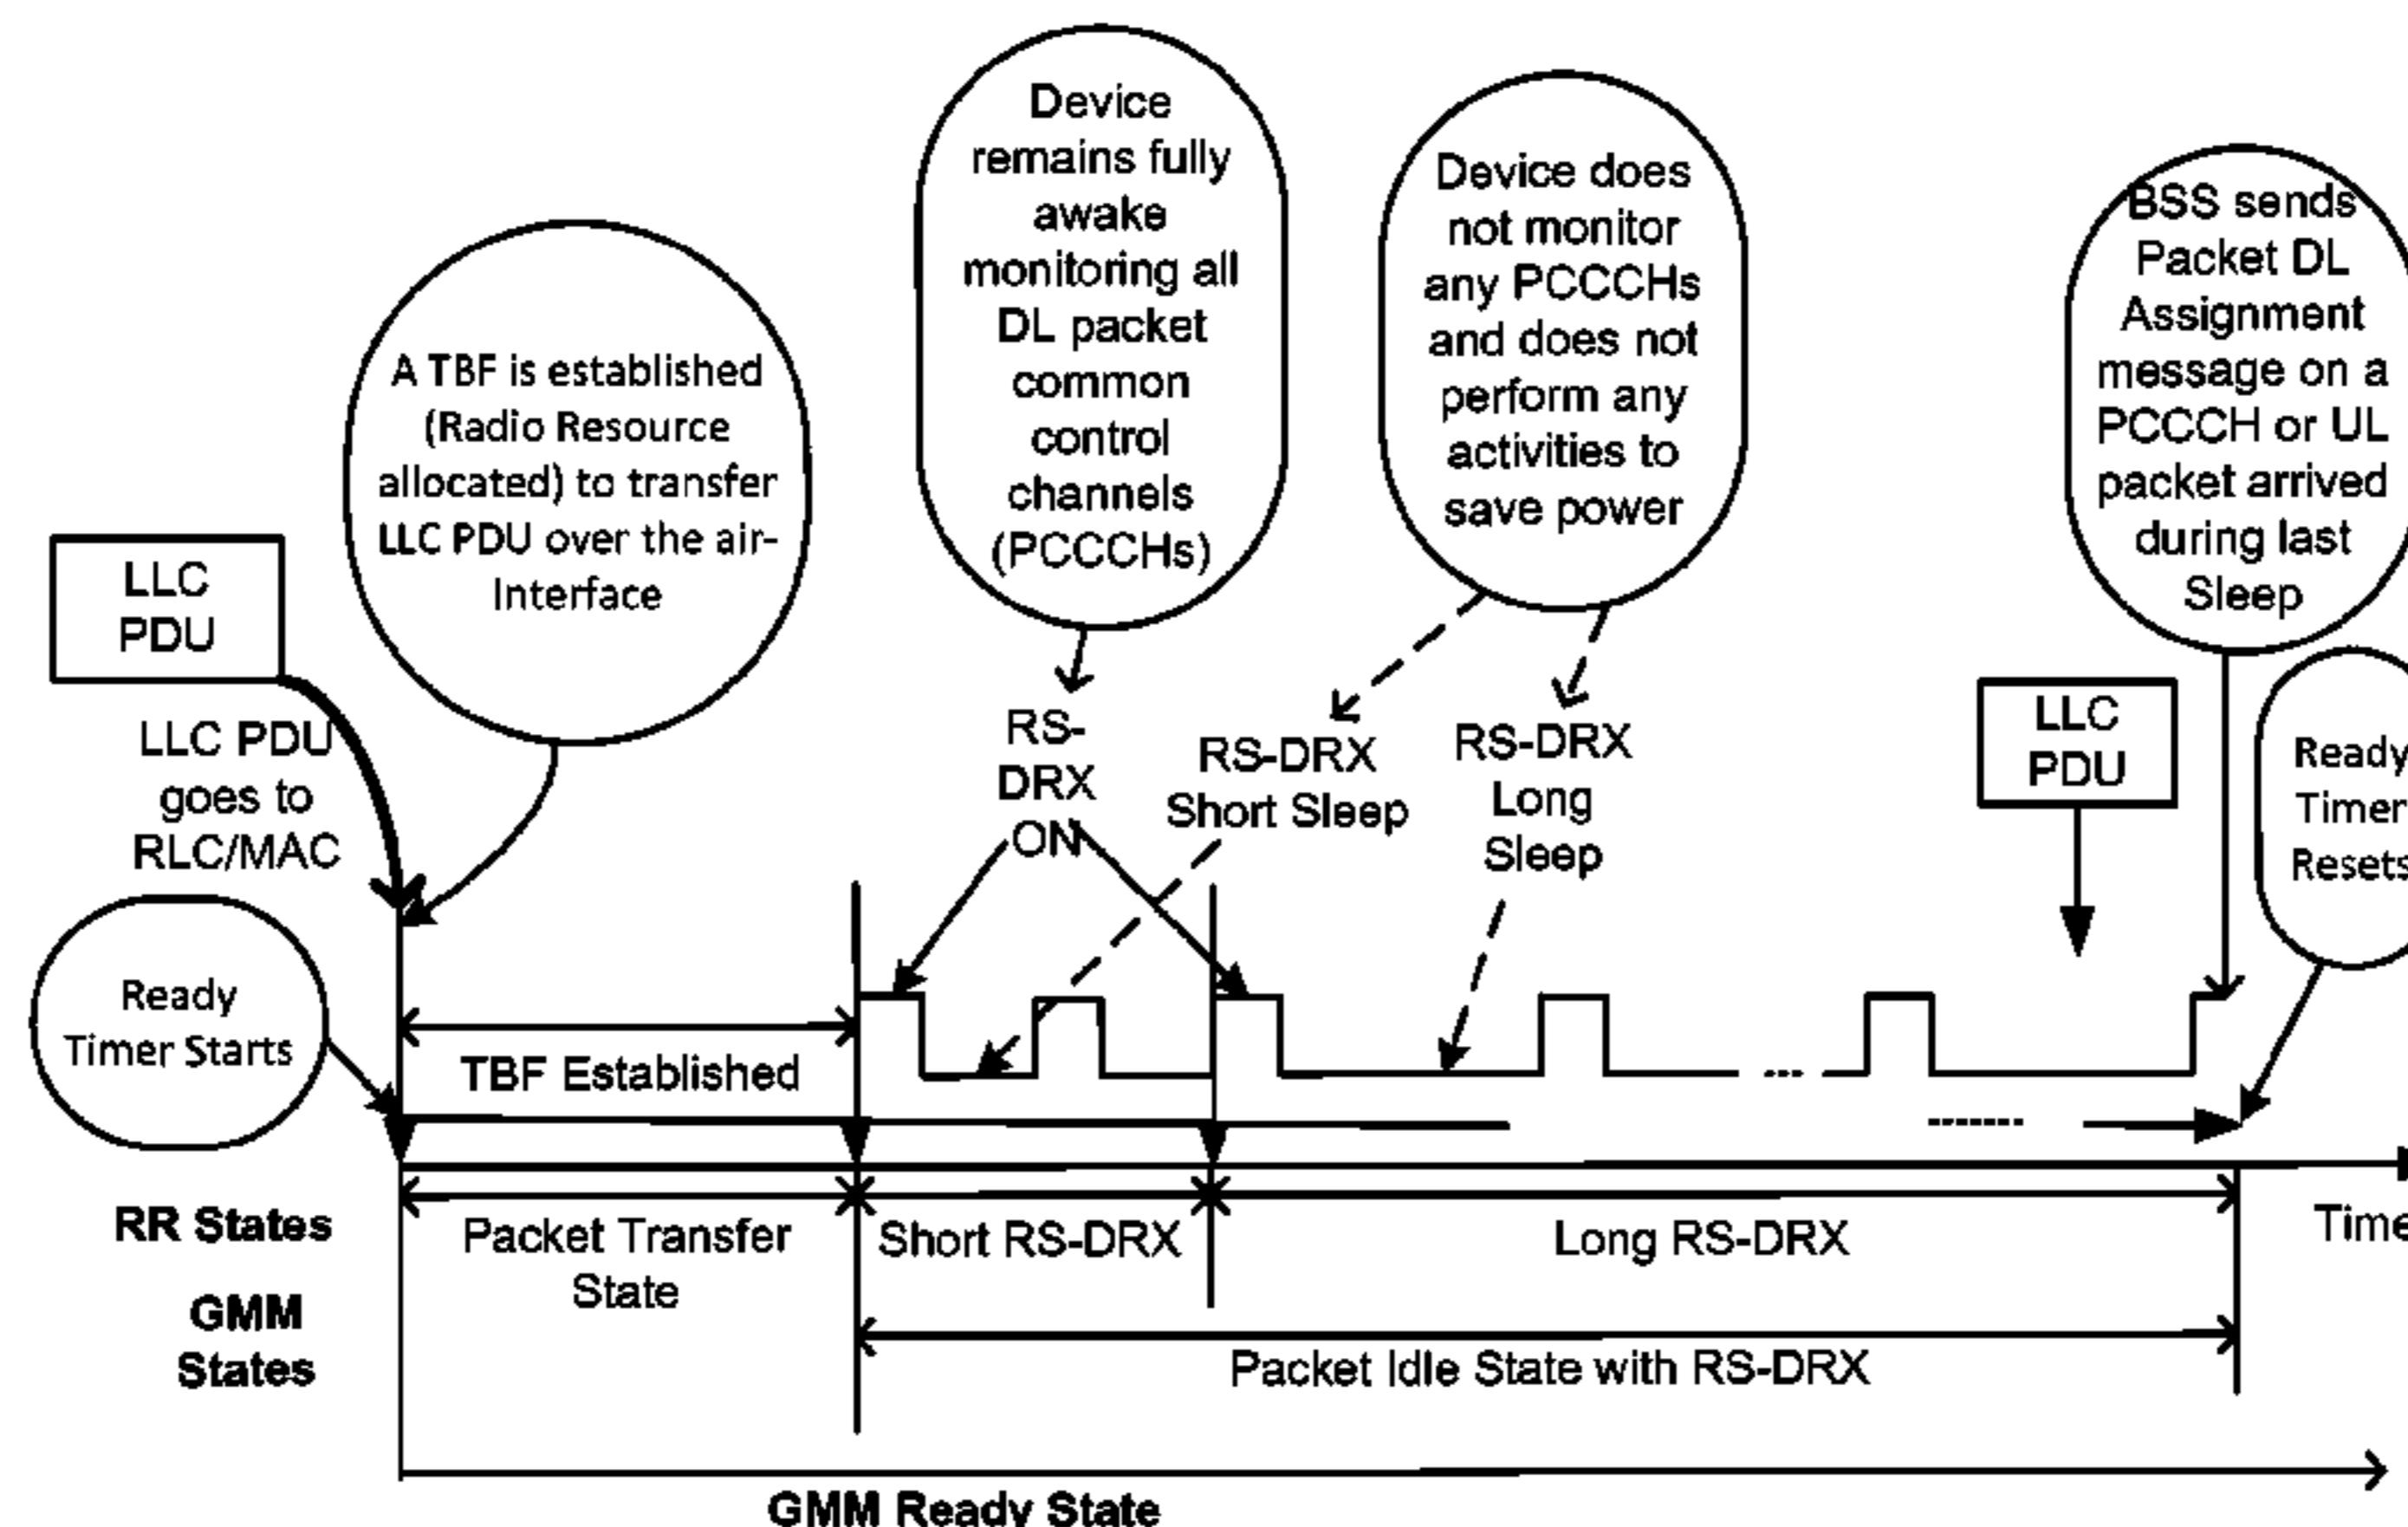 Device
remains fully
awake
monitoring all
DL packet
common
control
channels
(PCCCHs)
Device does
not monitor
any PCCCHs
and does not
perform any
activities to
save power
BSS sends
Packet DL
Assignment
message on a
PCCCH or UL
packet arrived
during last
Sleep
A TBF is established
(Radio Resource
allocated) to transfer
LLC PDU over the air-
Interface
LLC
PDU
LLC PDU
goes to
RLC/MAC
RS-
DRX
ON
RS-DRX
Short Sleep
RS-DRX
Long
Sleep
LLC
PDU
Ready
Timer
Resets
Ready
Timer Starts
TBF Established
RR States
Packet Transfer
State
Short RS-DRX
Long RS-DRX
Time
GMM
States
Packet Idle State with RS-DRX
GMM Ready State